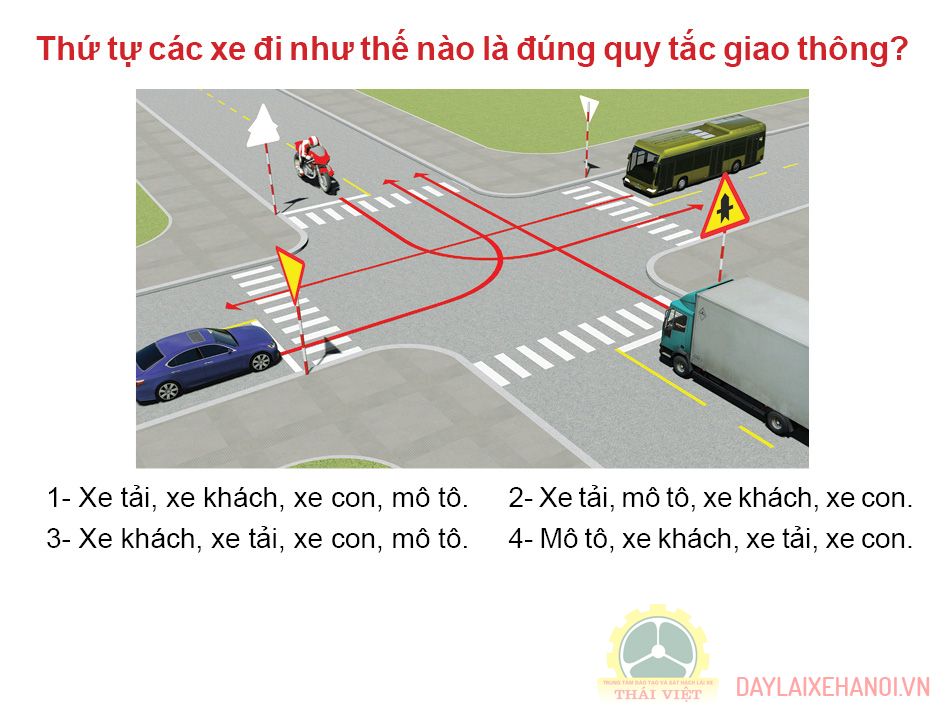 Thứ tự các xe đi như thế nào là đúng quy tắc giao thông?
1- Xe tải, xe khách, xe con, mô tô.
2- Xe tải, mô tô, xe khách, xe con.
3- Xe khách, xe tải, xe con, mô tô.
4- Mô tô, xe khách, xe tải, xe con.
TRUNG TÂM ĐÀO TẠO VÀ SÁT HẠCH LÁI XE
THÁI VIỆT
DAYLAIXEHANOI.VN